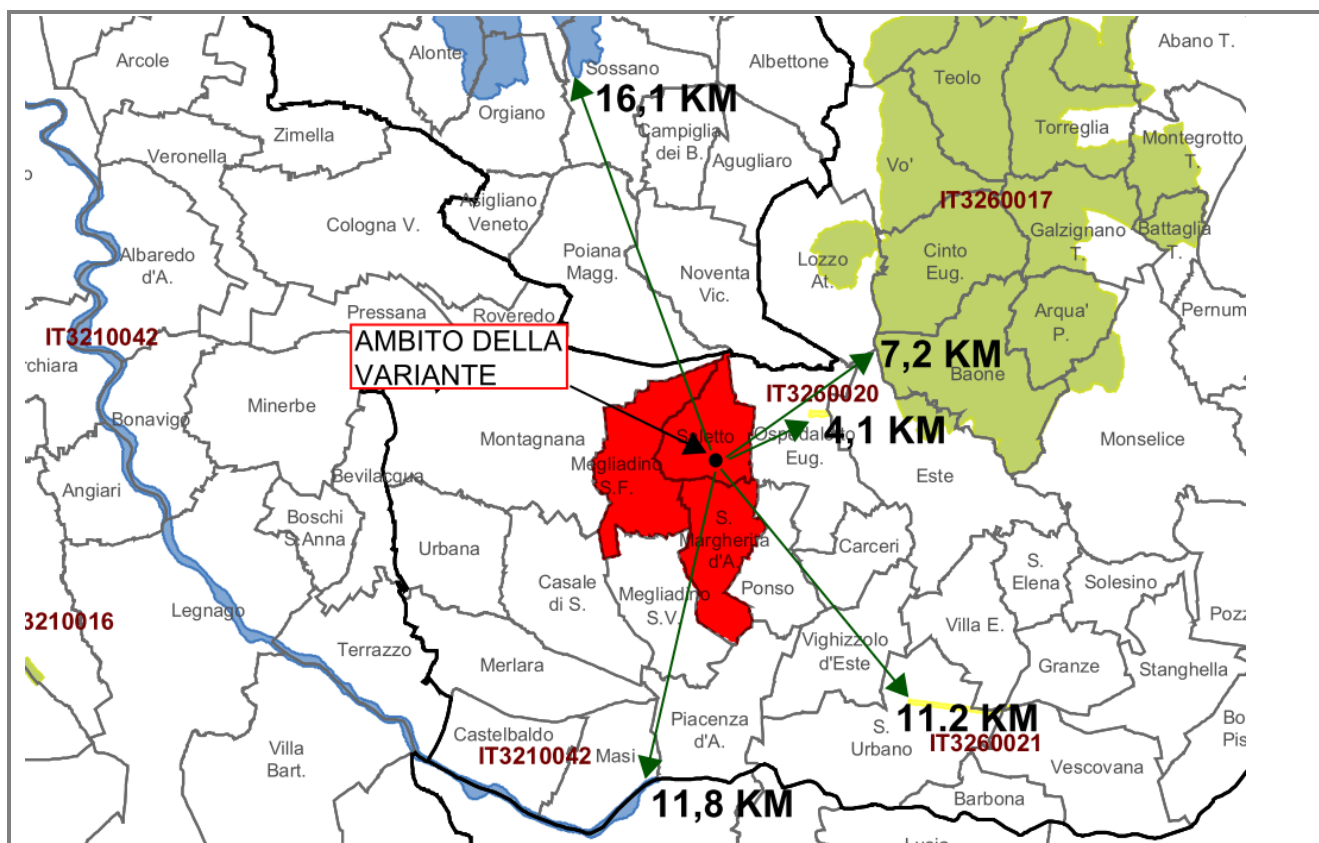 Abano T.
Arcole
Alonte
Sossano
Albettone
Teolo
16,1 KM
Orgiano
Zimella
Campiglia
dei B.
Torreglia
Montegrotto
T.
Veronella
Agugliaro
Vo'
IT3260017
Asigliano
Veneto
Cologna V.
Galzignano
T.
Battaglia
T.
Albaredo
d'A.
Poiana
Magg.
Noventa
Vic.
Lozzo
At.
Cinto
Eug.
Arqua'
P.
Pernum
Pressana
Roveredo
IT3210042
AMBITO DELLA
VARIANTE
7,2 KM
rchiara
Baone
IT3260020
Minerbe
Bonavigo
4,1 KM
Montagnana
Saletto
Ospedaletto
Eug.
Monselice
Megliadino
S.F.
Bevilacqua
Este
Angiari
Boschi
S.Anna
S.
Margherita
d'A.
Urbana
Carceri
S.
Elena
Solesino
Casale
di S.
Megliadino
S.V.
Ponso
Legnago
3210016
Pozz
Villa E.
Terrazzo
Vighizzolo
d'Este
Merlara
Granze
Stanghella
Piacenza
d'A.
11.2 KM
S.
Urbano
IT3260021
Bo
Pis
Castelbaldo
IT3210042
Masi
Villa
Bart.
Vescovana
11,8 KM
Barbona